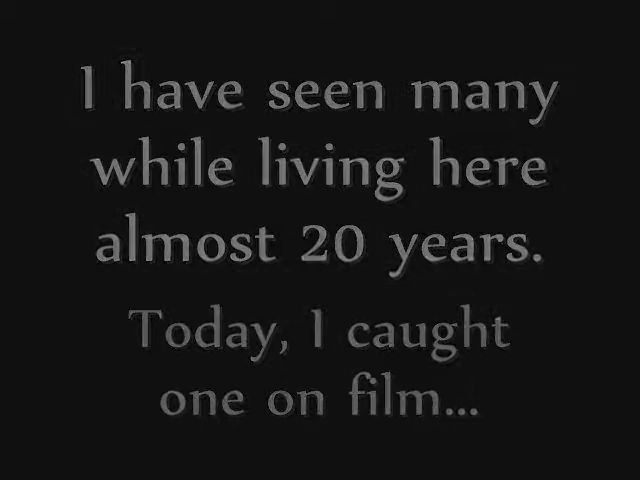 I have seen many
while living here
almost 20 years.
Today, I caught
one on film...